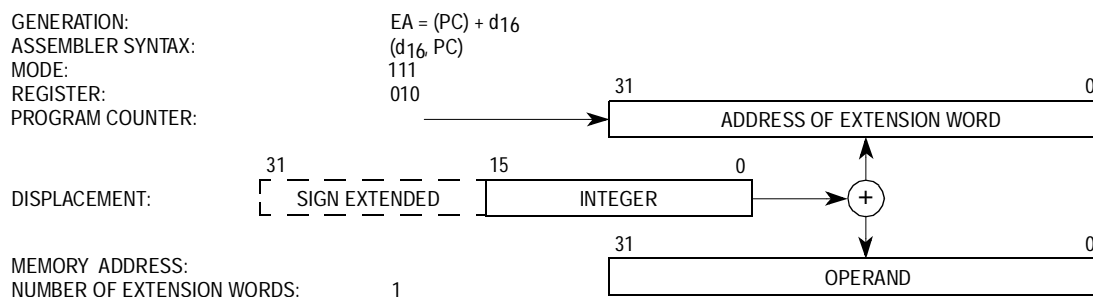 GENERATION: EA = (PC) + d16
ASSEMBLER SYNTAX: (d16, PC)
MODE: 111
REGISTER: 010
31 0
PROGRAM COUNTER: ADDRESS OF EXTENSION WORD
31 15 0
DISPLACEMENT: SIGN EXTENDED INTEGER +
31 0
MEMORY ADDRESS: OPERAND
NUMBER OF EXTENSION WORDS: 1